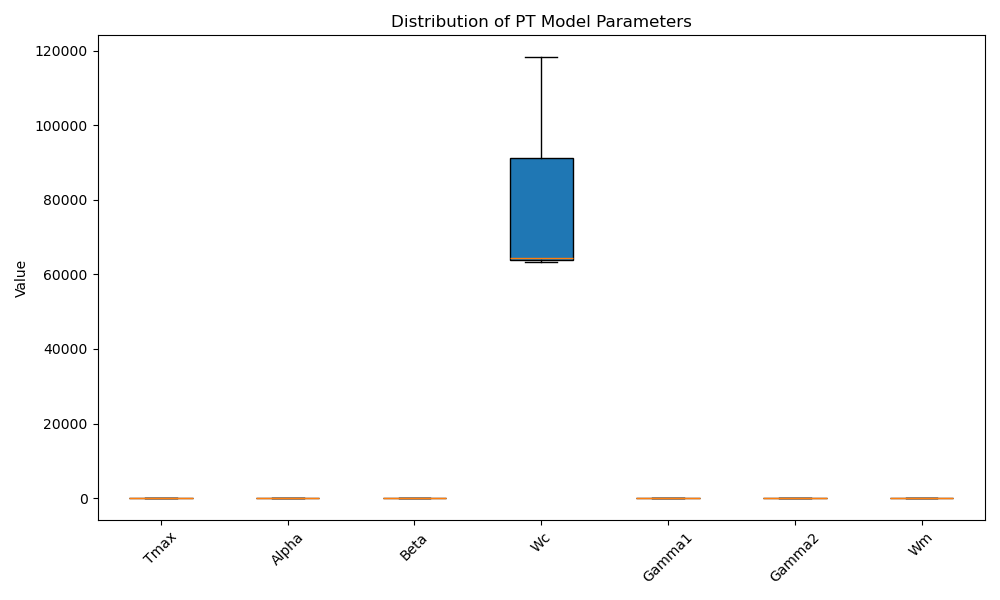 Distribution of PT Model Parameters
120000
100000
80000
60000
40000
20000
0
Value
Tmax
Alpha
Beta
Wc
Gamma1
Gamma2
Wm